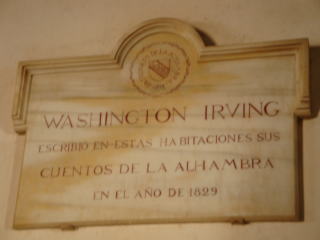 WASHINGTON IRVING
ESCRIBIO EN ESTAS HABITACIONES SUS
CUENTOS DE LA ALHAMBRA
EN EL AÑO DE 1829